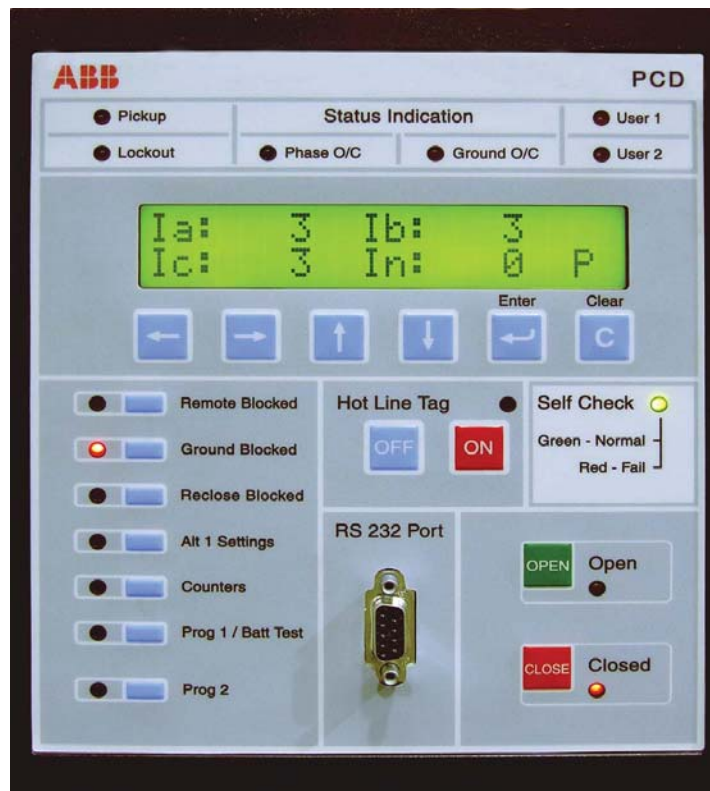 ABB PCD
Pickup Status Indication User 1
Lockout Phase O/C Ground O/C User 2
Ia: 3 Ib: 3
Ic: 3 In: 0 P
Enter Clear
C
Remote Blocked
Ground Blocked
Reclose Blocked
Alt 1 Settings
Counters
Prog 1 / Batt Test
Prog 2
Hot Line Tag
OFF ON
Self Check
Green - Normal
Red - Fail
RS 232 Port
OPEN Open
CLOSE Closed